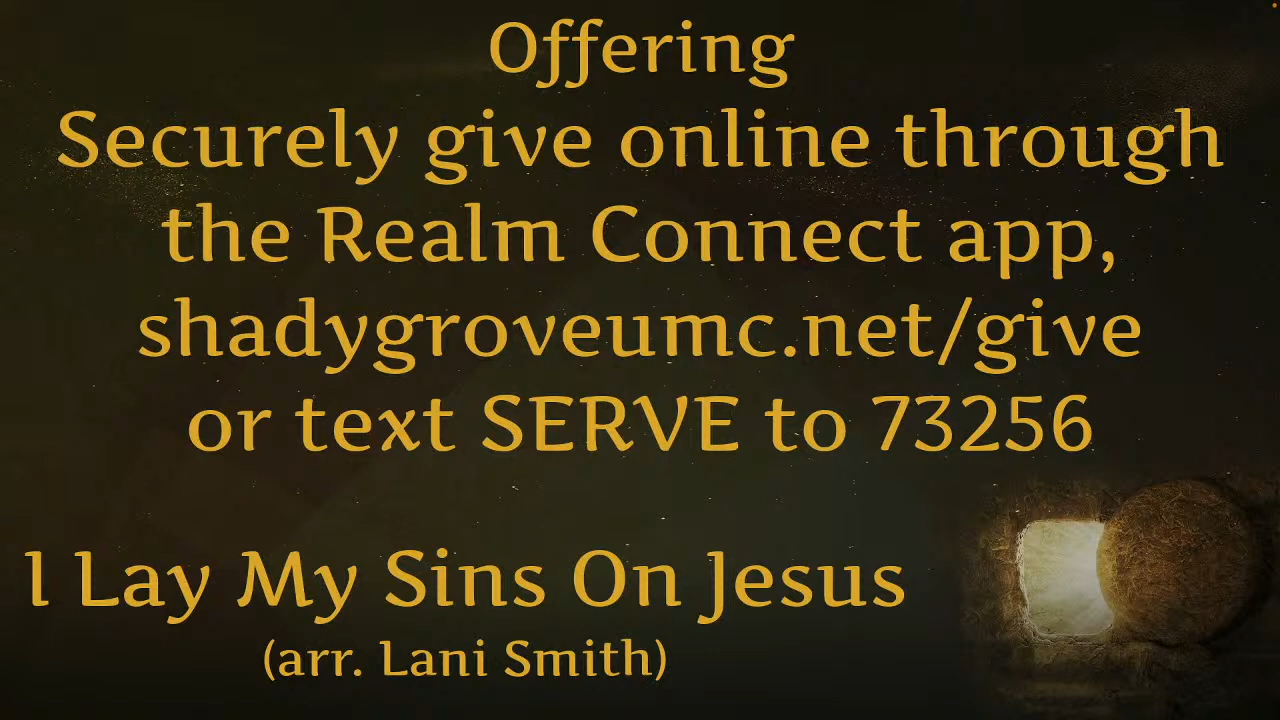 Offering
Securely give online through
the Realm Connect app,
shadygroveumc.net/give
or text SERVE to 73256
I Lay My Sins On Jesus
(arr. Lani Smith)